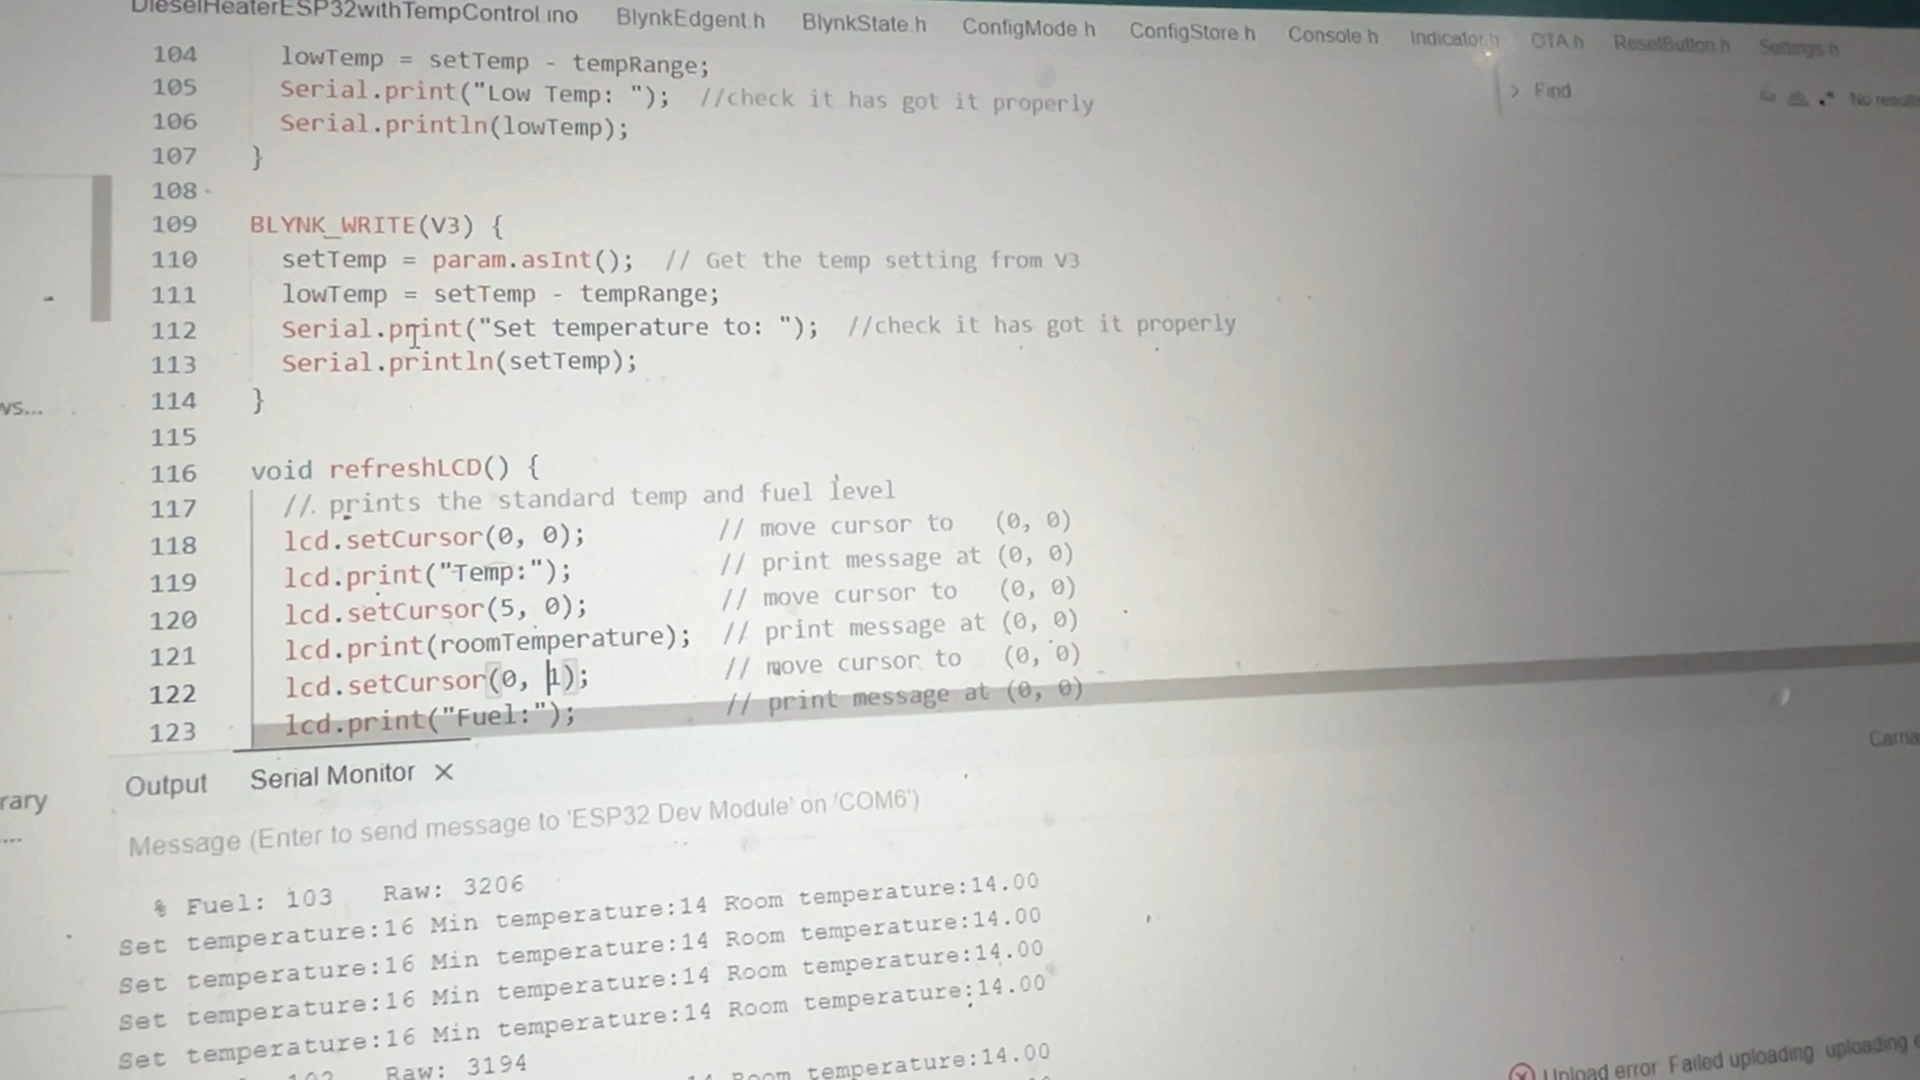 DieselHeaterESP32withTempControl.ino BlynkEdgent.h BlynkState.h ConfigMode.h ConfigStore.h Console.h Indicator.h OTA.h ResetButton.h Settings.h
104 lowTemp = setTemp - tempRange;
> Find No results
105 Serial.print("Low Temp: "); //check it has got it properly
106 Serial.println(lowTemp);
107 }
108
109 BLYNK_WRITE(V3) {
110 setTemp = param.asInt(); // Get the temp setting from V3
111 lowTemp = setTemp - tempRange;
112 Serial.print("Set temperature to: "); //check it has got it properly
113 Serial.println(setTemp);
ws...
114 }
115
116 void refreshLCD() {
117 // prints the standard temp and fuel level
118 lcd.setCursor(0, 0); // move cursor to (0, 0)
119 lcd.print("Temp:"); // print message at (0, 0)
120 lcd.setCursor(5, 0); // move cursor to (0, 0)
121 lcd.print(roomTemperature); // print message at (0, 0)
122 lcd.setCursor(0, 1); // move cursor to (0, 0)
123 lcd.print("Fuel:"); // print message at (0, 0)
Output Serial Monitor X
rary
...
Message (Enter to send message to 'ESP32 Dev Module' on 'COM6')
% Fuel: 103 Raw: 3206
Set temperature:16 Min temperature:14 Room temperature:14.00
Set temperature:16 Min temperature:14 Room temperature:14.00
Set temperature:16 Min temperature:14 Room temperature:14.00
Set temperature:16 Min temperature:14 Room temperature:14.00
Raw: 3194
Room temperature:14.00
Upload error Failed uploading uploading